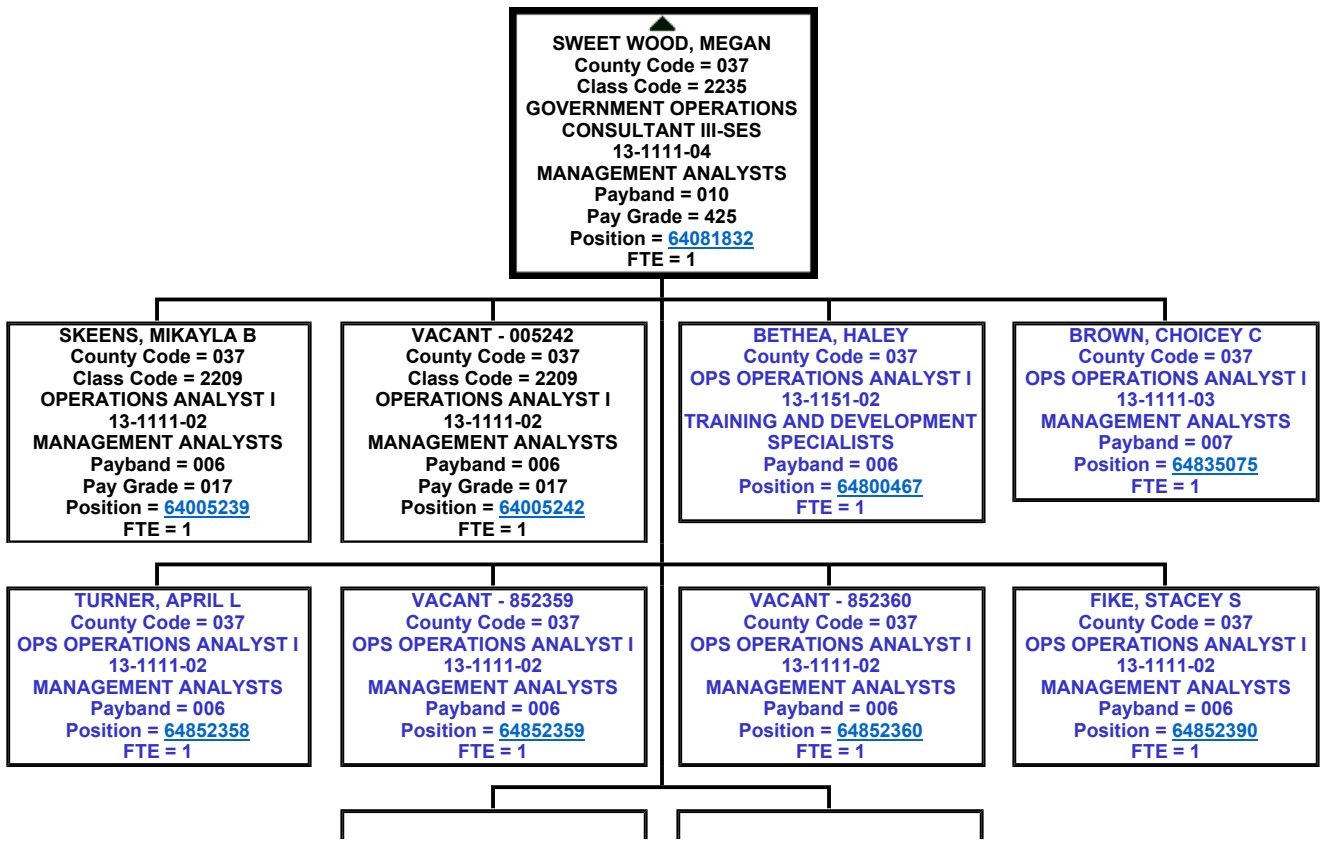 SWEET WOOD, MEGAN
County Code = 037
Class Code = 2235
GOVERNMENT OPERATIONS
CONSULTANT III-SES
13-1111-04
MANAGEMENT ANALYSTS
Payband = 010
Pay Grade = 425
Position = 64081832
FTE = 1
SKEENS, MIKAYLA B
County Code = 037
Class Code = 2209
OPERATIONS ANALYST I
13-1111-02
MANAGEMENT ANALYSTS
Payband = 006
Pay Grade = 017
Position = 64005239
FTE = 1
VACANT - 005242
County Code = 037
Class Code = 2209
OPERATIONS ANALYST I
13-1111-02
MANAGEMENT ANALYSTS
Payband = 006
Pay Grade = 017
Position = 64005242
FTE = 1
BETHEA, HALEY
County Code = 037
OPS OPERATIONS ANALYST I
13-1151-02
TRAINING AND DEVELOPMENT
SPECIALISTS
Payband = 006
Position = 64800467
FTE = 1
BROWN, CHOICEY C
County Code = 037
OPS OPERATIONS ANALYST I
13-1111-03
MANAGEMENT ANALYSTS
Payband = 007
Position = 64835075
FTE = 1
TURNER, APRIL L
County Code = 037
OPS OPERATIONS ANALYST I
13-1111-02
MANAGEMENT ANALYSTS
Payband = 006
Position = 64852358
FTE = 1
VACANT - 852359
County Code = 037
OPS OPERATIONS ANALYST I
13-1111-02
MANAGEMENT ANALYSTS
Payband = 006
Position = 64852359
FTE = 1
VACANT - 852360
County Code = 037
OPS OPERATIONS ANALYST I
13-1111-02
MANAGEMENT ANALYSTS
Payband = 006
Position = 64852360
FTE = 1
FIKE, STACEY S
County Code = 037
OPS OPERATIONS ANALYST I
13-1111-02
MANAGEMENT ANALYSTS
Payband = 006
Position = 64852390
FTE = 1